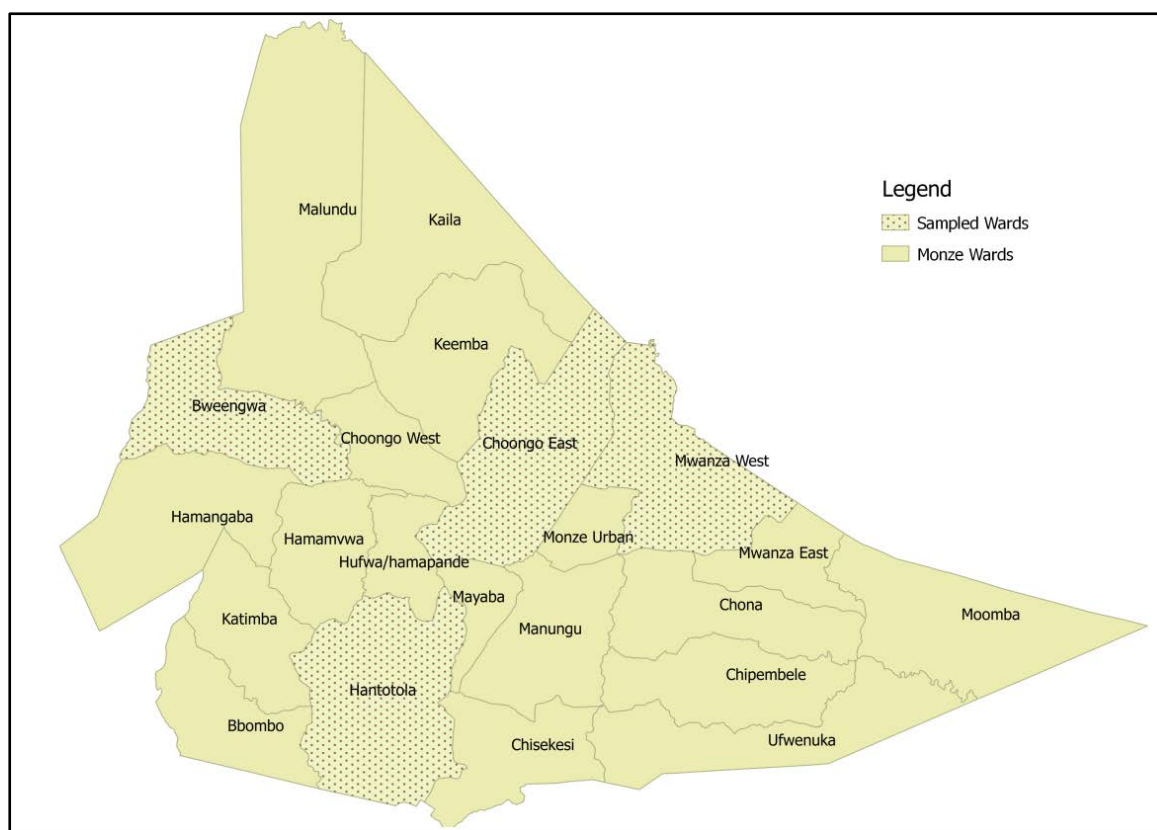 Malundu
Kaila
Legend
Sampled Wards
Monze Wards
Keemba
Bweengwa
Choongo West
Choongo East
Mwanza West
Hamangaba
Hamamvwa
Monze Urban
Mwanza East
Hufwa/hamapande
Mayaba
Chona
Moomba
Katimba
Manungu
Chipembele
Hantotola
Bbombo
Chisekesi
Ufwenuka